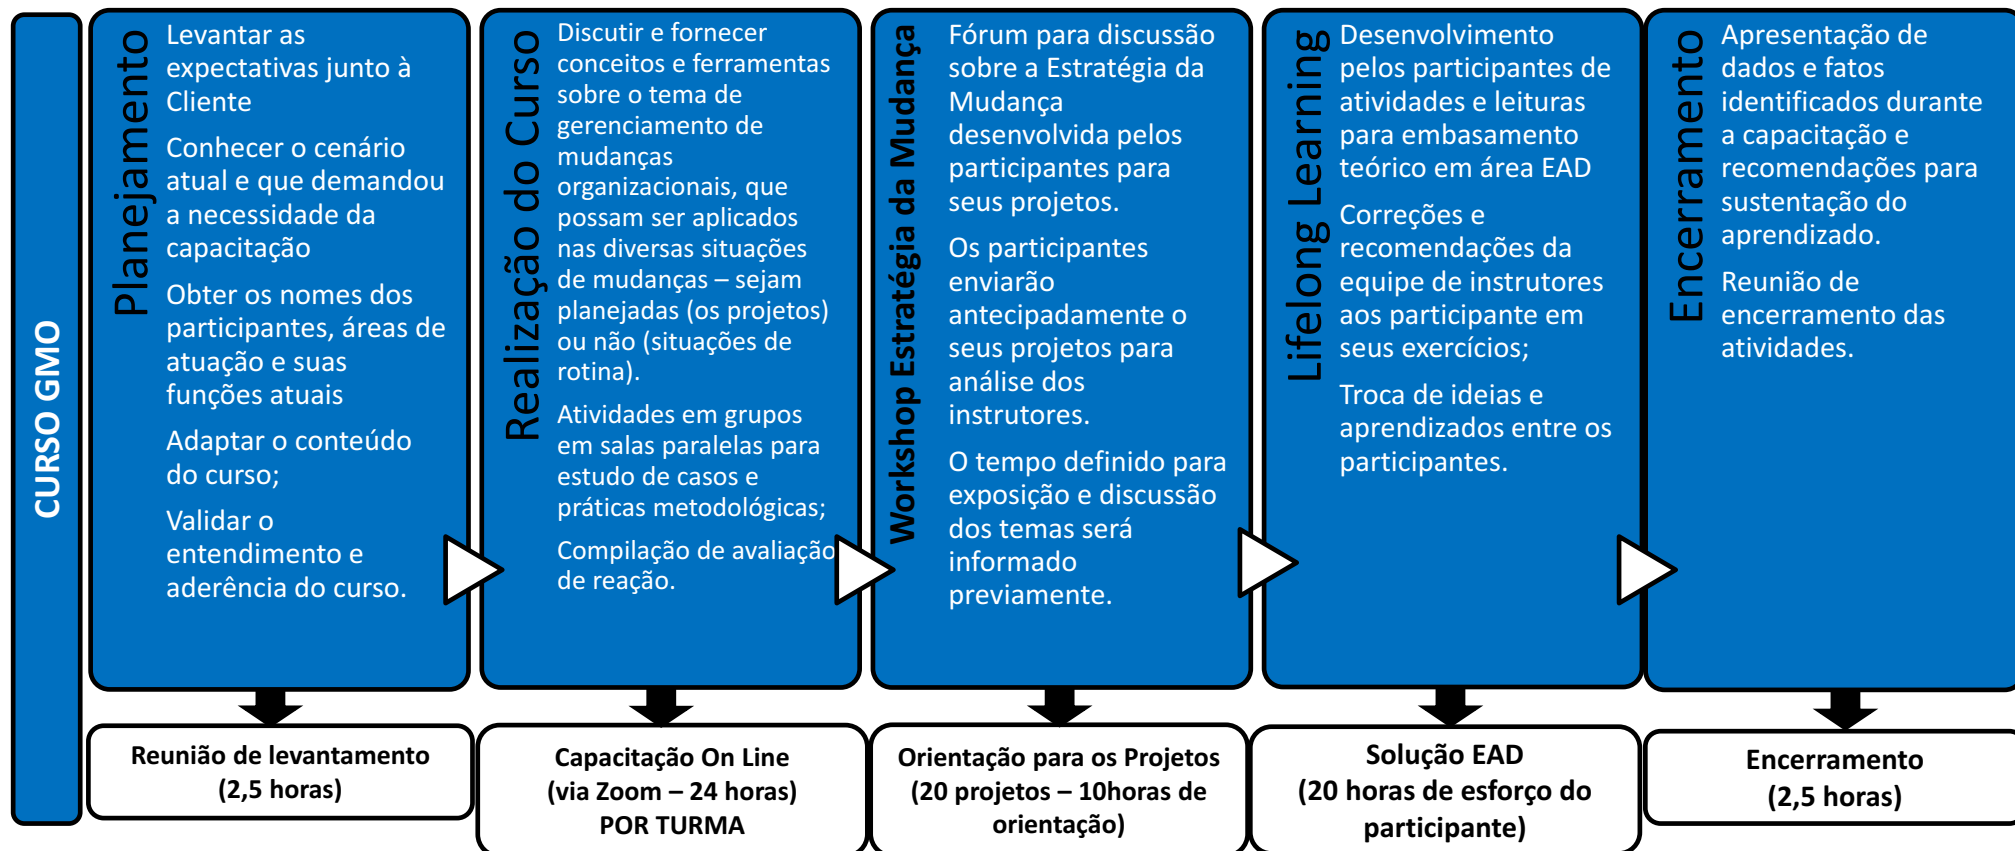 CURSO GMO
Planejamento
Levantar as
expectativas junto à
Cliente
Conhecer o cenário
atual e que demandou
a necessidade da
capacitação
Obter os nomes dos
participantes, áreas de
atuação e suas
funções atuais
Adaptar o conteúdo
do curso;
Validar o
entendimento e
aderência do curso.
Reunião de levantamento
(2,5 horas)
Realização do Curso
Discutir e fornecer
conceitos e ferramentas
sobre o tema de
gerenciamento de
mudanças
organizacionais, que
possam ser aplicados
nas diversas situações
de mudanças – sejam
planejadas (os projetos)
ou não (situações de
rotina).
Atividades em grupos
em salas paralelas para
estudo de casos e
práticas metodológicas;
Compilação de avaliação
de reação.
Capacitação On Line
(via Zoom – 24 horas)
POR TURMA
Workshop Estratégia da Mudança
Fórum para discussão
sobre a Estratégia da
Mudança
desenvolvida pelos
participantes para
seus projetos.
Os participantes
enviarão
antecipadamente o
seus projetos para
análise dos
instrutores.
O tempo definido para
exposição e discussão
dos temas será
informado
previamente.
Orientação para os Projetos
(20 projetos – 10horas de
orientação)
Lifelong Learning
Desenvolvimento
pelos participantes de
atividades e leituras
para embasamento
teórico em área EAD
Correções e
recomendações da
equipe de instrutores
aos participante em
seus exercícios;
Troca de ideias e
aprendizados entre os
participantes.
Solução EAD
(20 horas de esforço do
participante)
Encerramento
Apresentação de
dados e fatos
identificados durante
a capacitação e
recomendações para
sustentação do
aprendizado.
Reunião de
encerramento das
atividades.
Encerramento
(2,5 horas)